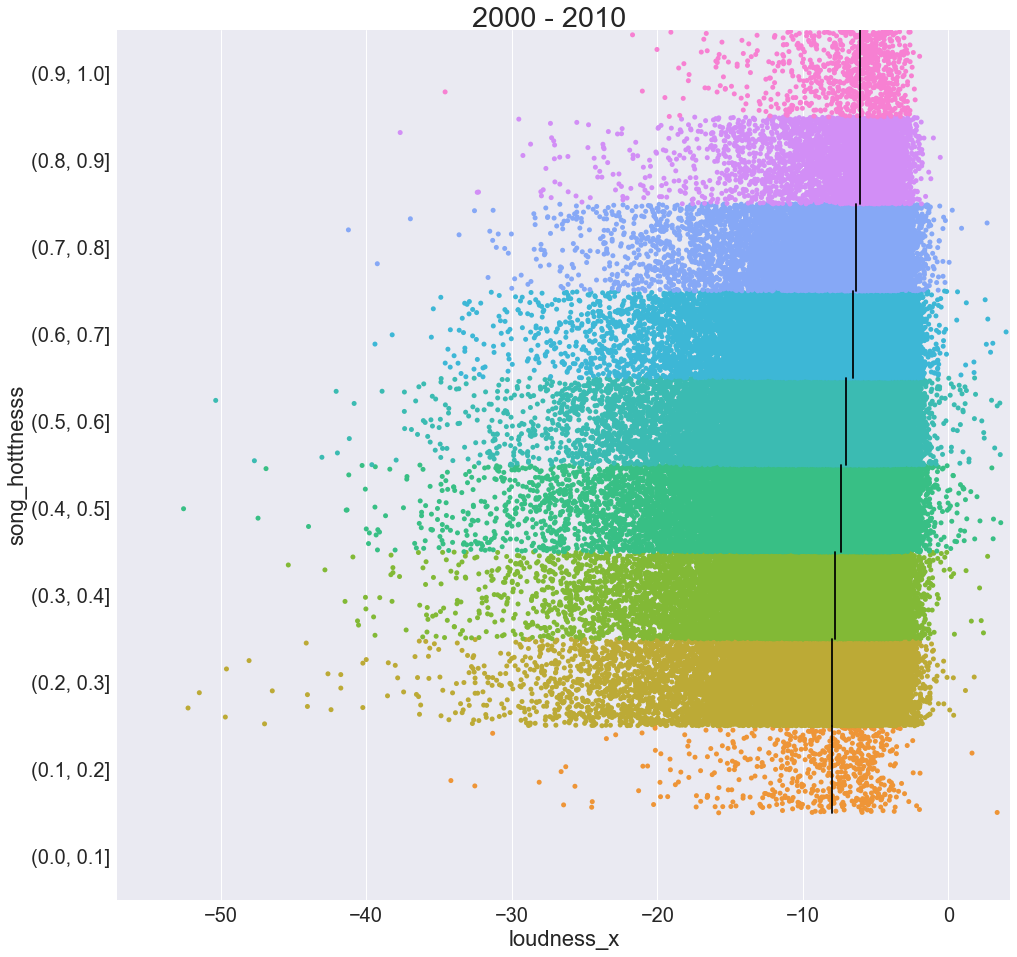 2000 - 2010
(0.9, 1.0]
(0.8, 0.9]
(0.7, 0.8]
(0.6, 0.7]
(0.5, 0.6]
(0.4, 0.5]
(0.3, 0.4]
(0.2, 0.3]
(0.1, 0.2]
(0.0, 0.1]
song_hotttnesss
−50 −40 −30 −20 −10 0
loudness_x